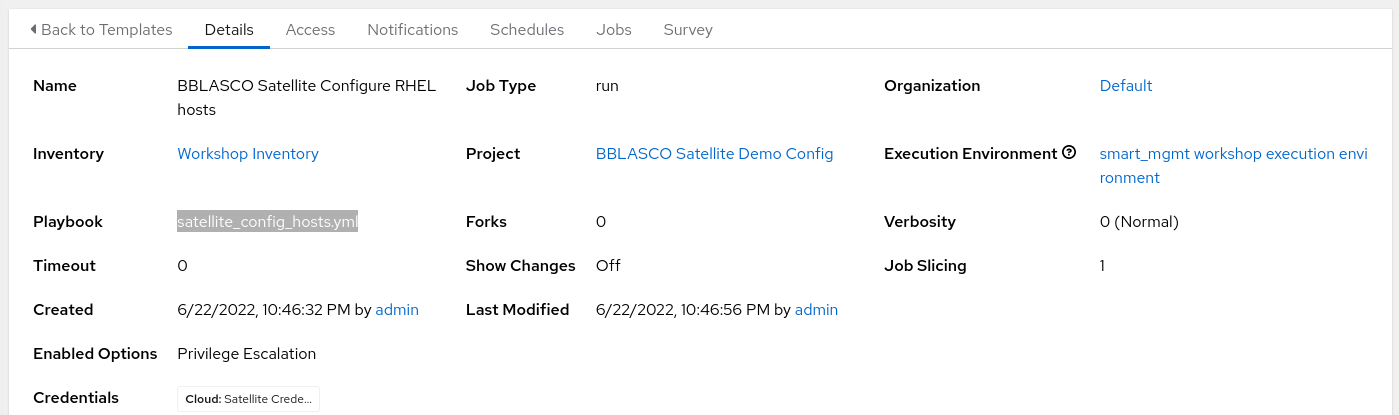 Back to Templates Details Access Notifications Schedules Jobs Survey
Name BBLASCO Satellite Configure RHEL Job Type run Organization Default
hosts
Inventory Workshop Inventory Project BBLASCO Satellite Demo Config Execution Environment smart_mgmt workshop execution envi
ronment
Playbook satellite_config_hosts.yml Forks 0 Verbosity 0 (Normal)
Timeout 0 Show Changes Off Job Slicing 1
Created 6/22/2022, 10:46:32 PM by admin Last Modified 6/22/2022, 10:46:56 PM by admin
Enabled Options Privilege Escalation
Credentials Cloud: Satellite Crede...